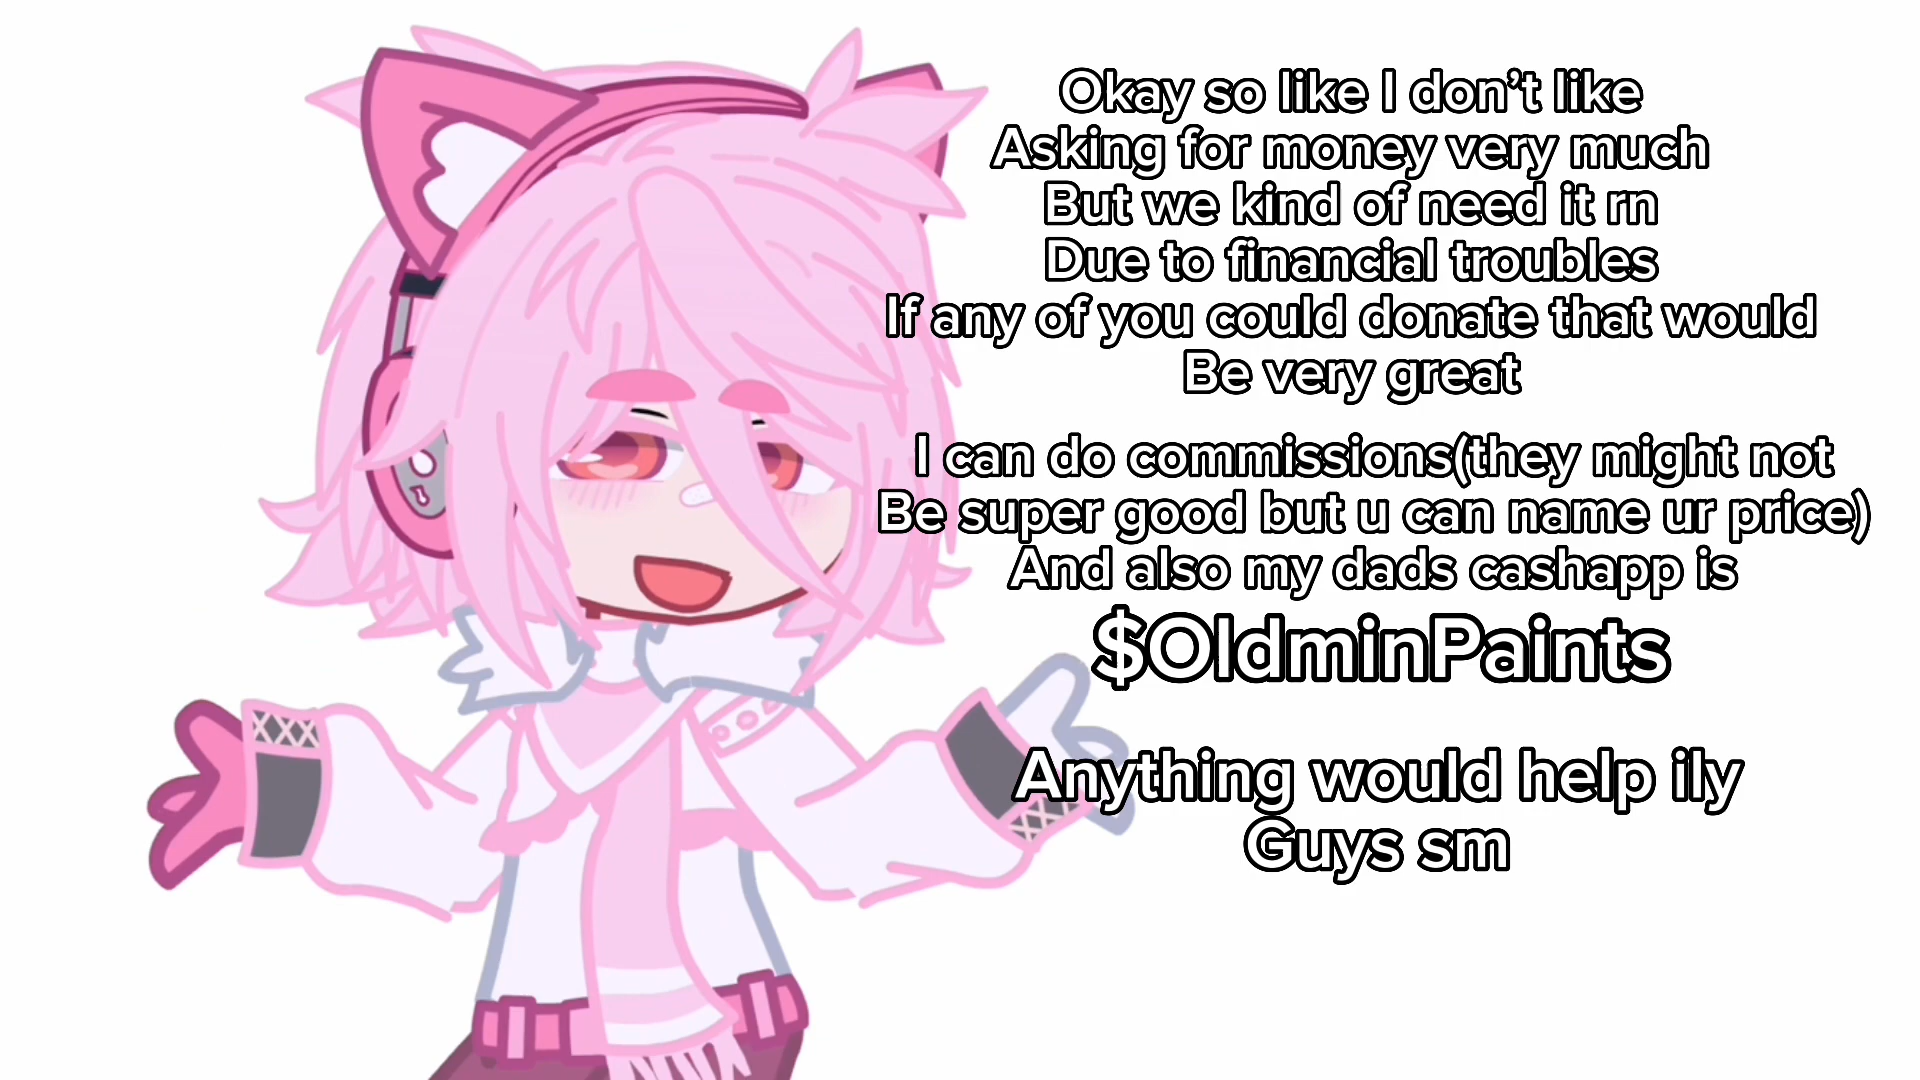 Okay so like I don’t like
Asking for money very much
But we kind of need it rn
Due to financial troubles
If any of you could donate that would
Be very great
I can do commissions(they might not
Be super good but u can name ur price)
And also my dads cashapp is
$OldminPaints
Anything would help ily
Guys sm